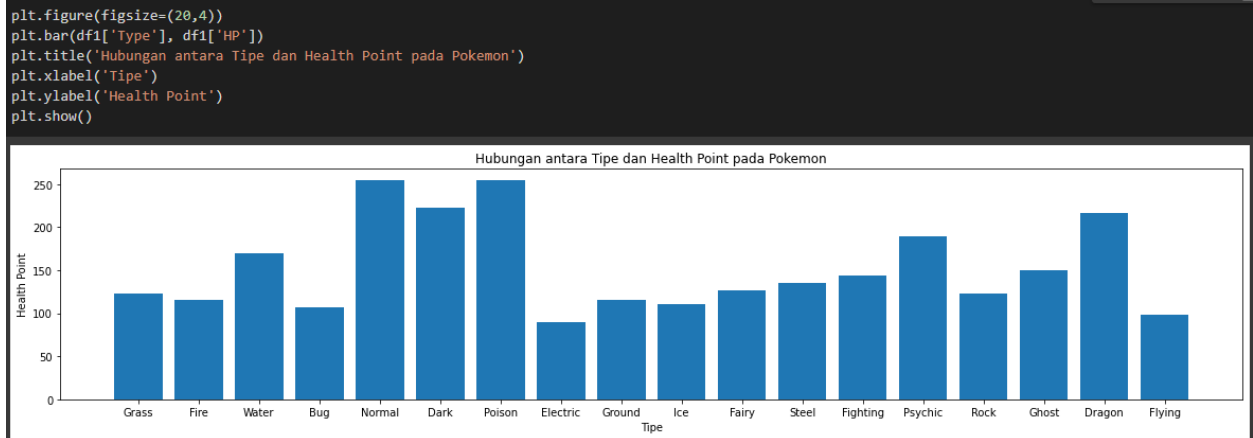 plt.figure(figsize=(20,4))
plt.bar(df1['Type'], df1['HP'])
plt.title('Hubungan antara Tipe dan Health Point pada Pokemon')
plt.xlabel('Tipe')
plt.ylabel('Health Point')
plt.show()
Hubungan antara Tipe dan Health Point pada Pokemon
250
200
150
100
50
0
Health Point
Grass Fire Water Bug Normal Dark Poison Electric Ground Ice Fairy Steel Fighting Psychic Rock Ghost Dragon Flying
Tipe